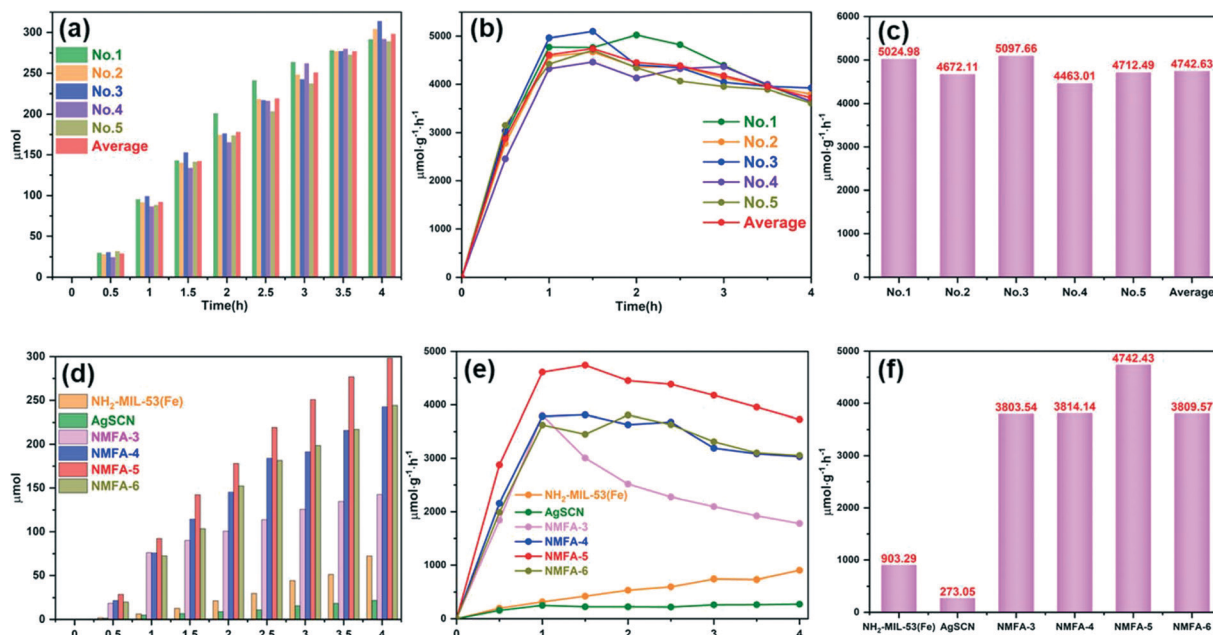 (a)
300
250
200
150
100
50
0
μmol
No.1
No.2
No.3
No.4
No.5
Average
0 0.5 1 1.5 2 2.5 3 3.5 4
Time(h)
(b)
5000
4000
3000
2000
1000
0
μmol·g⁻¹·h⁻¹
No.1
No.2
No.3
No.4
No.5
Average
0 1 2 3 4
Time(h)
(c)
6000
5000
4000
3000
2000
1000
0
μmol·g⁻¹·h⁻¹
5024.98 4672.11 5097.66 4463.01 4712.49 4742.63
No.1 No.2 No.3 No.4 No.5 Average
(d)
300
250
200
150
100
50
μmol
NH₂-MIL-53(Fe)
AgSCN
NMFA-3
NMFA-4
NMFA-5
NMFA-6
0.5 1 1.5 2 2.5 3 3.5 4
(e)
5000
4000
3000
2000
1000
0
μmol·g⁻¹·h⁻¹
NH₂-MIL-53(Fe)
AgSCN
NMFA-3
NMFA-4
NMFA-5
NMFA-6
0 1 2 3 4
(f)
5000
4000
3000
2000
1000
0
μmol·g⁻¹·h⁻¹
903.29 273.05 3803.54 3814.14 4742.43 3809.57
NH₂-MIL-53(Fe) AgSCN NMFA-3 NMFA-4 NMFA-5 NMFA-6